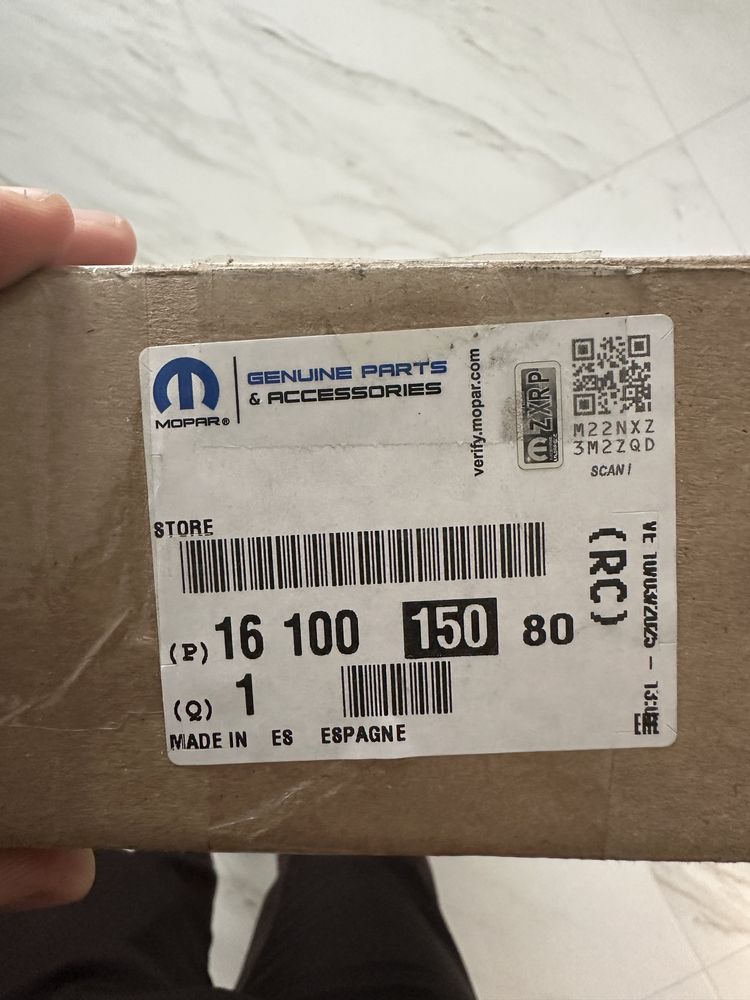 MOPAR®
GENUINE PARTS
& ACCESSORIES
verify.mopar.com
ZXRP
M22NXZ
3M2ZQD
SCAN!
STORE
(P) 16 100 150 80
(RC)
(Q) 1
MADE IN ES ESPAGNE